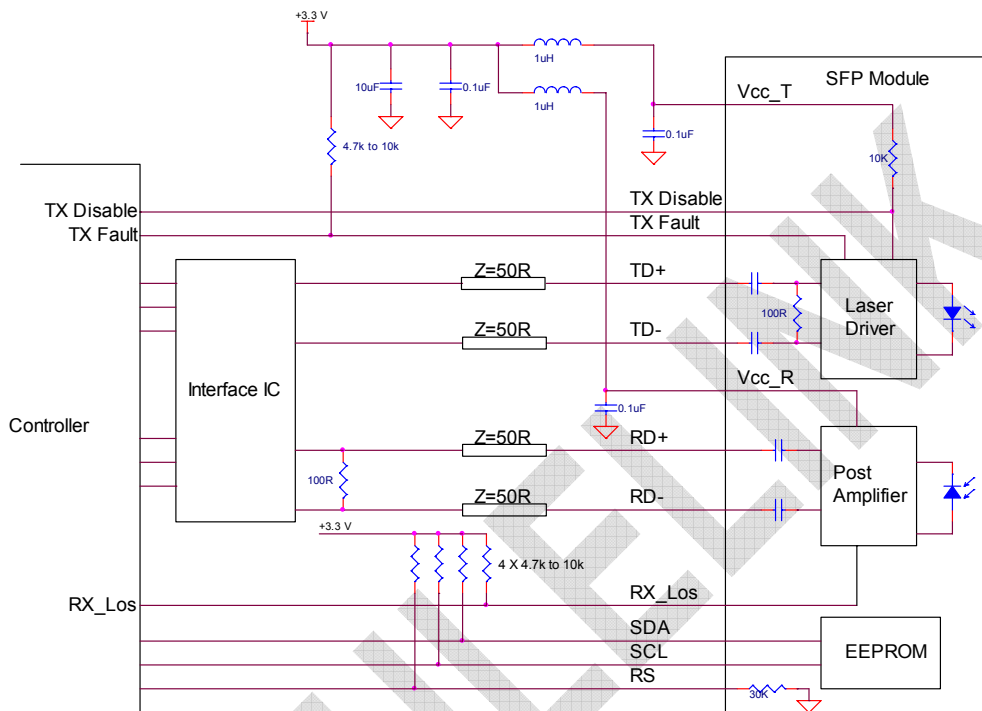 +3.3 V
1uH
SFP Module
10uF
0.1uF
1uH
Vcc_T
0.1uF
4.7k to 10k
10K
TX Disable
TX Disable
TX Fault
TX Fault
Z=50R
TD+
100R
Laser
Driver
Z=50R
TD-
Interface IC
Vcc_R
0.1uF
Controller
Z=50R
RD+
100R
Post
Amplifier
Z=50R
RD-
+3.3 V
4 X 4.7k to 10k
RX_Los
RX_Los
SDA
EEPROM
SCL
RS
30K